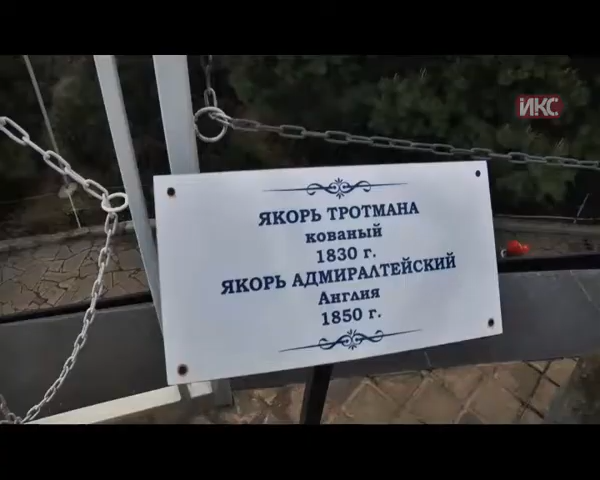 ИКС
ЯКОРЬ ТРОТМАНА
кованый
1830 г.
ЯКОРЬ АДМИРАЛТЕЙСКИЙ
Англия
1850 г.